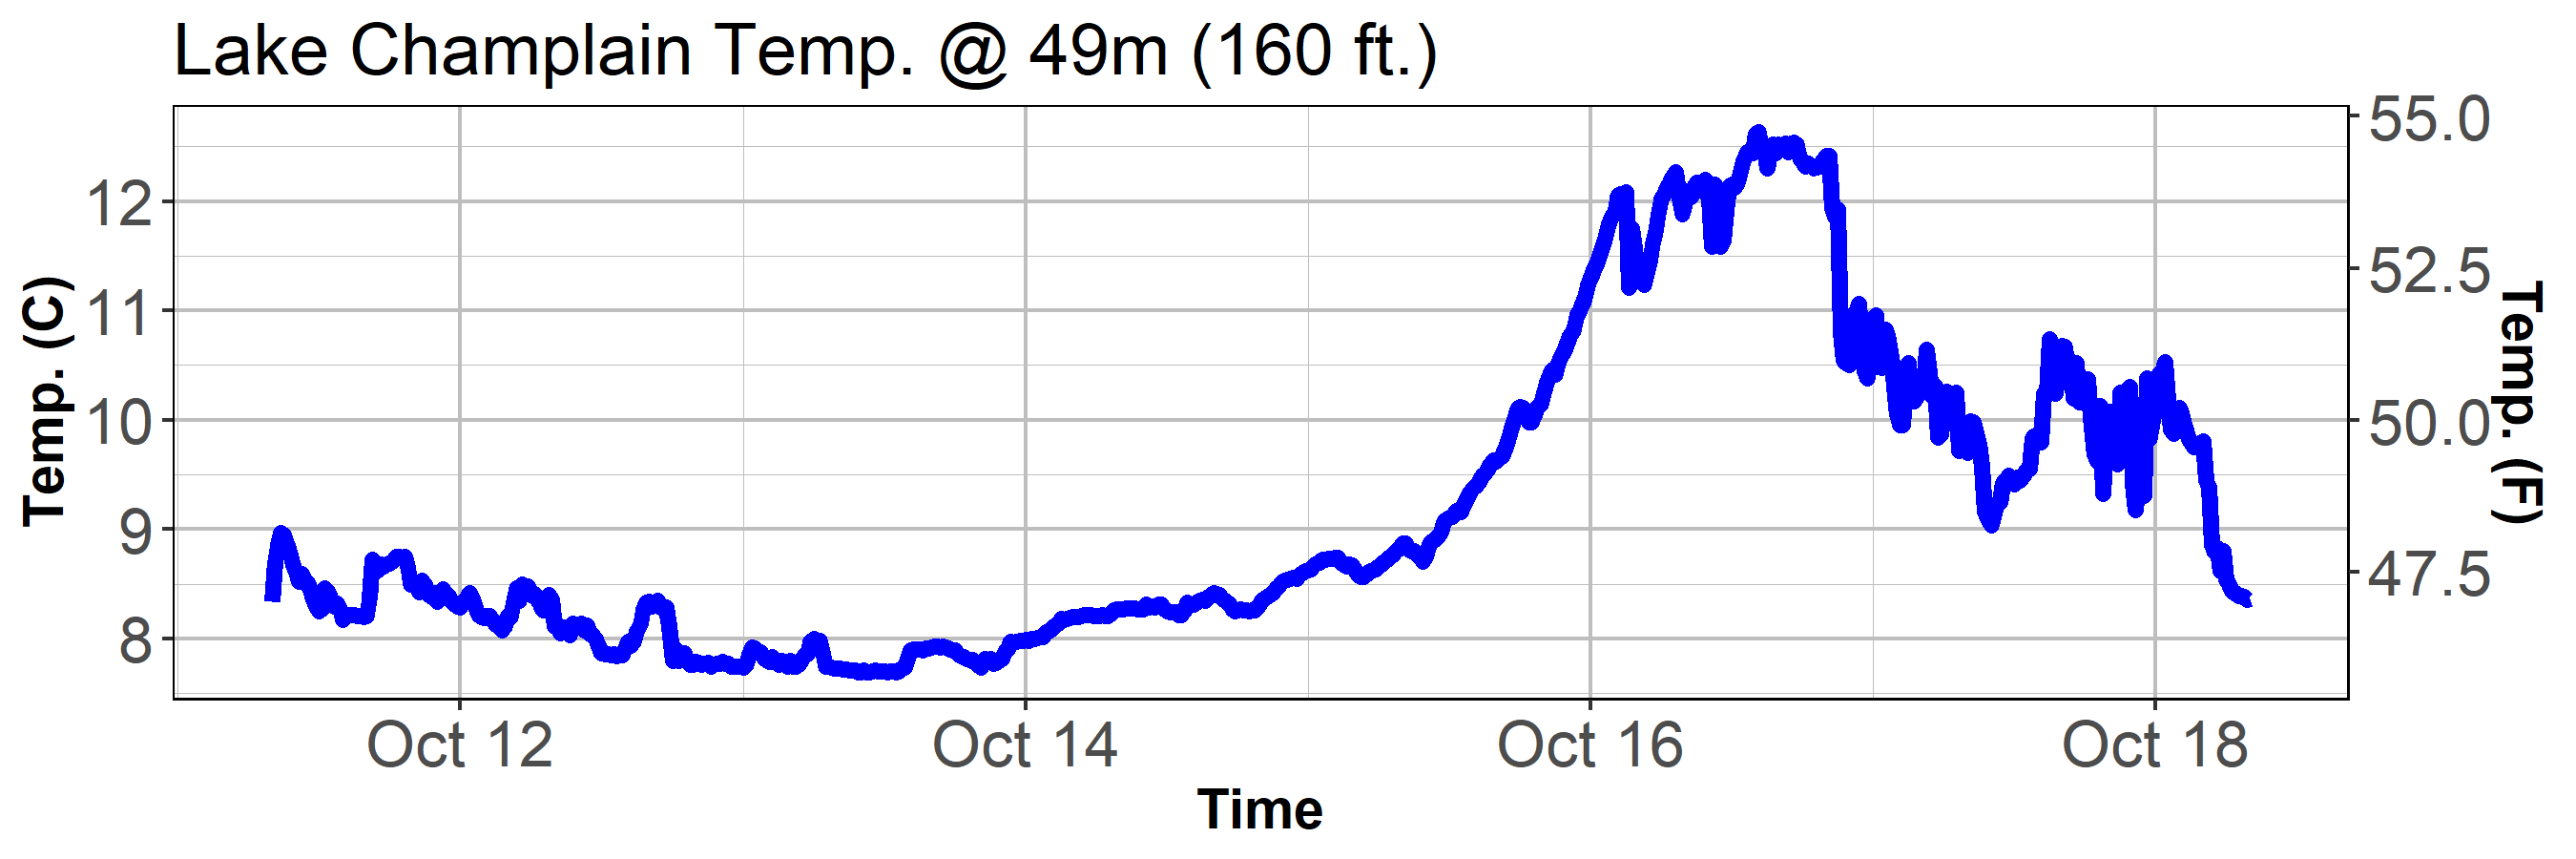 Lake Champlain Temp. @ 49m (160 ft.)
Temp. (C)
12
11
10
9
8
55.0
52.5
50.0
47.5
Temp. (F)
Oct 12 Oct 14 Oct 16 Oct 18
Time